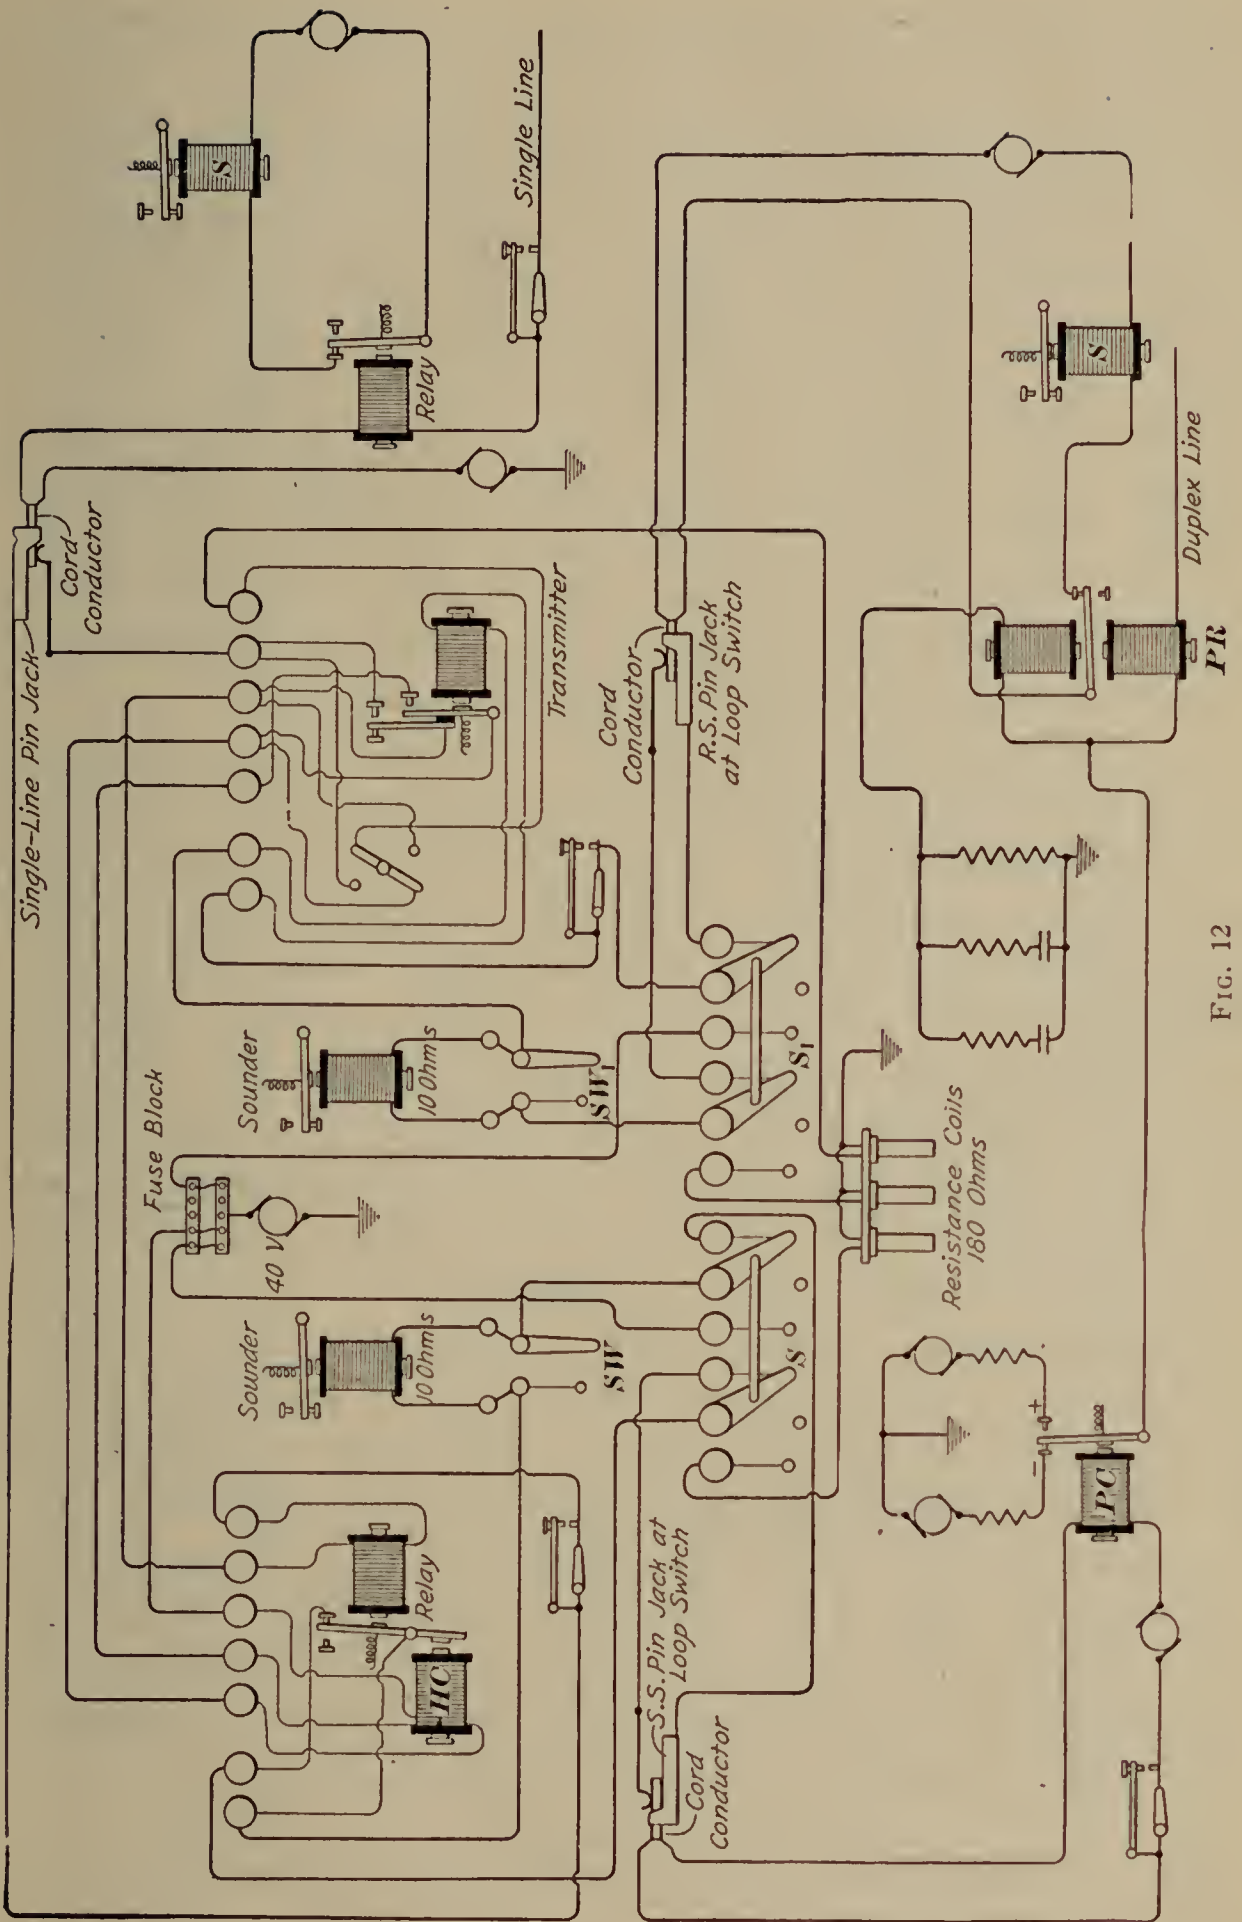 Single-Line Pin Jack
Cord
Conductor
S
Single Line
Relay
Fuse Block
40 V
Sounder
10 Ohms
SW
Sounder
10 Ohms
SW1
Transmitter
Relay
HC
Cord
Conductor
R.S. Pin Jack
at Loop Switch
S.S. Pin Jack at
Loop Switch
Cord
Conductor
S
S1
Resistance Coils
180 Ohms
S
Duplex Line
PR
+
−
PC
FIG. 12